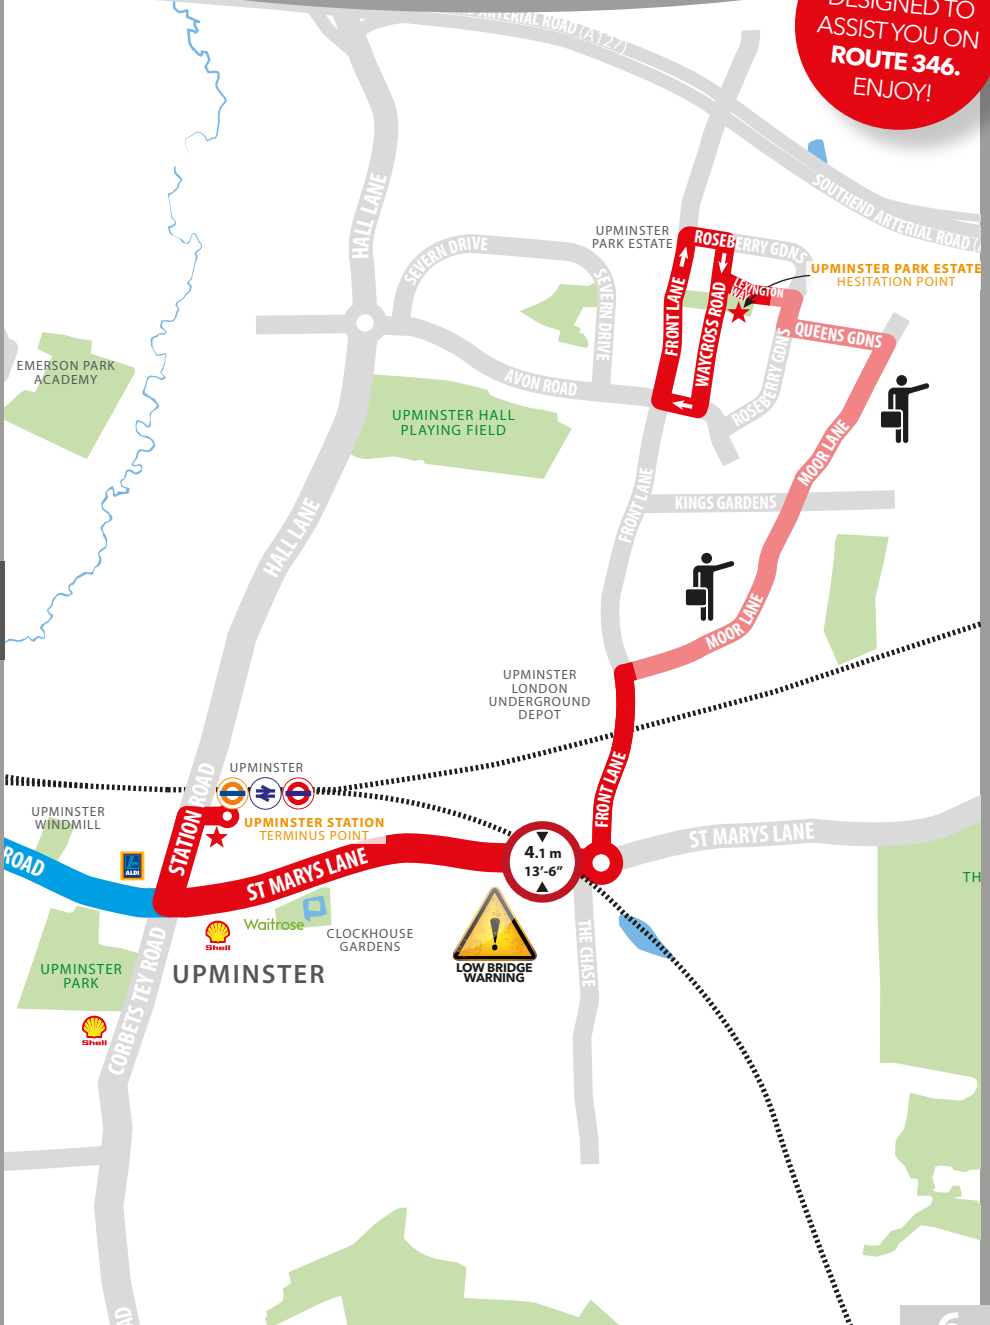 DESIGNED TO
ASSIST YOU ON
ROUTE 346.
ENJOY!
ARTERIAL ROAD (A127)
SOUTHEND ARTERIAL ROAD
HALL LANE
SEVERN DRIVE
SEVERN DRIVE
UPMINSTER
PARK ESTATE
ROSEBERRY GDNS
UPMINSTER PARK ESTATE
HESITATION POINT
LEXINGTON
WAY
FRONT LANE
WAYCROSS ROAD
ROSEBERRY GDNS
QUEENS GDNS
EMERSON PARK
ACADEMY
AVON ROAD
UPMINSTER HALL
PLAYING FIELD
MOOR LANE
KINGS GARDENS
FRONT LANE
HALL LANE
MOOR LANE
UPMINSTER
LONDON
UNDERGROUND
DEPOT
UPMINSTER
STATION ROAD
UPMINSTER STATION
TERMINUS POINT
UPMINSTER
WINDMILL
FRONT LANE
ST MARYS LANE
ROAD
ALDI
ST MARYS LANE
4.1 m
13'-6"
TH
Shell
Waitrose
CLOCKHOUSE
GARDENS
!
LOW BRIDGE
WARNING
THE CHASE
UPMINSTER
PARK
UPMINSTER
CORBETS TEY ROAD
Shell
AD
6